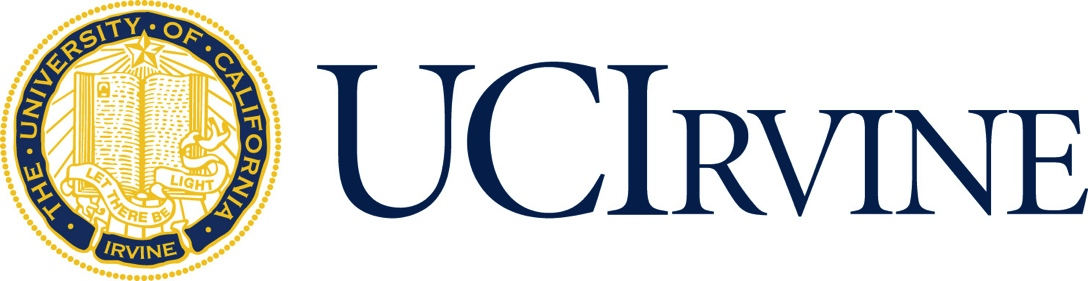 THE · UNIVERSITY · OF · CALIFORNIA
LET THERE BE LIGHT
IRVINE
UCIRVINE